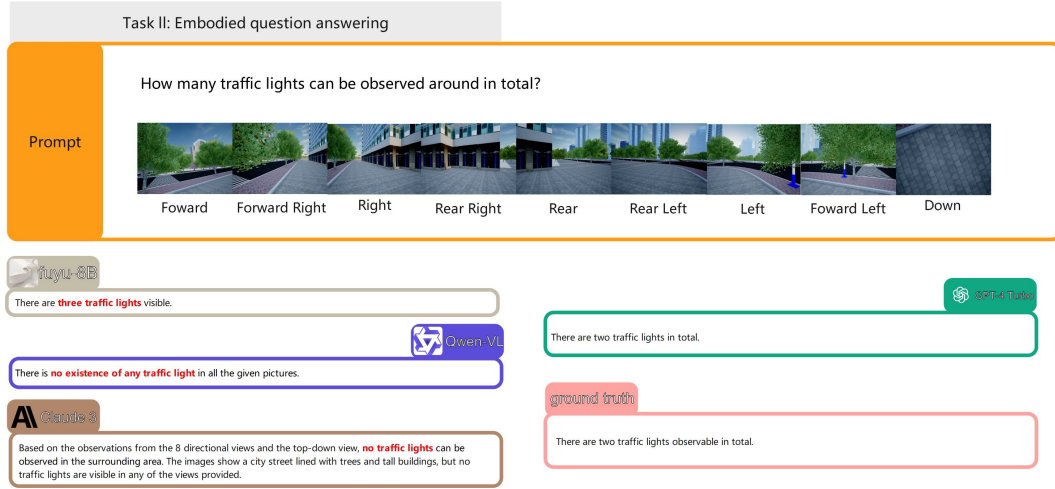 Task ll: Embodied question answering
Prompt
How many traffic lights can be observed around in total?
Foward
Forward Right
Right
Rear Right
Rear
Rear Left
Left
Foward Left
Down
fuyu-8B
There are three traffic lights visible.
Qwen-VL
There is no existence of any traffic light in all the given pictures.
Claude 3
Based on the observations from the 8 directional views and the top-down view, no traffic lights can be
observed in the surrounding area. The images show a city street lined with trees and tall buildings, but no
traffic lights are visible in any of the views provided.
GPT-4 Turbo
There are two traffic lights in total.
ground truth
There are two traffic lights observable in total.